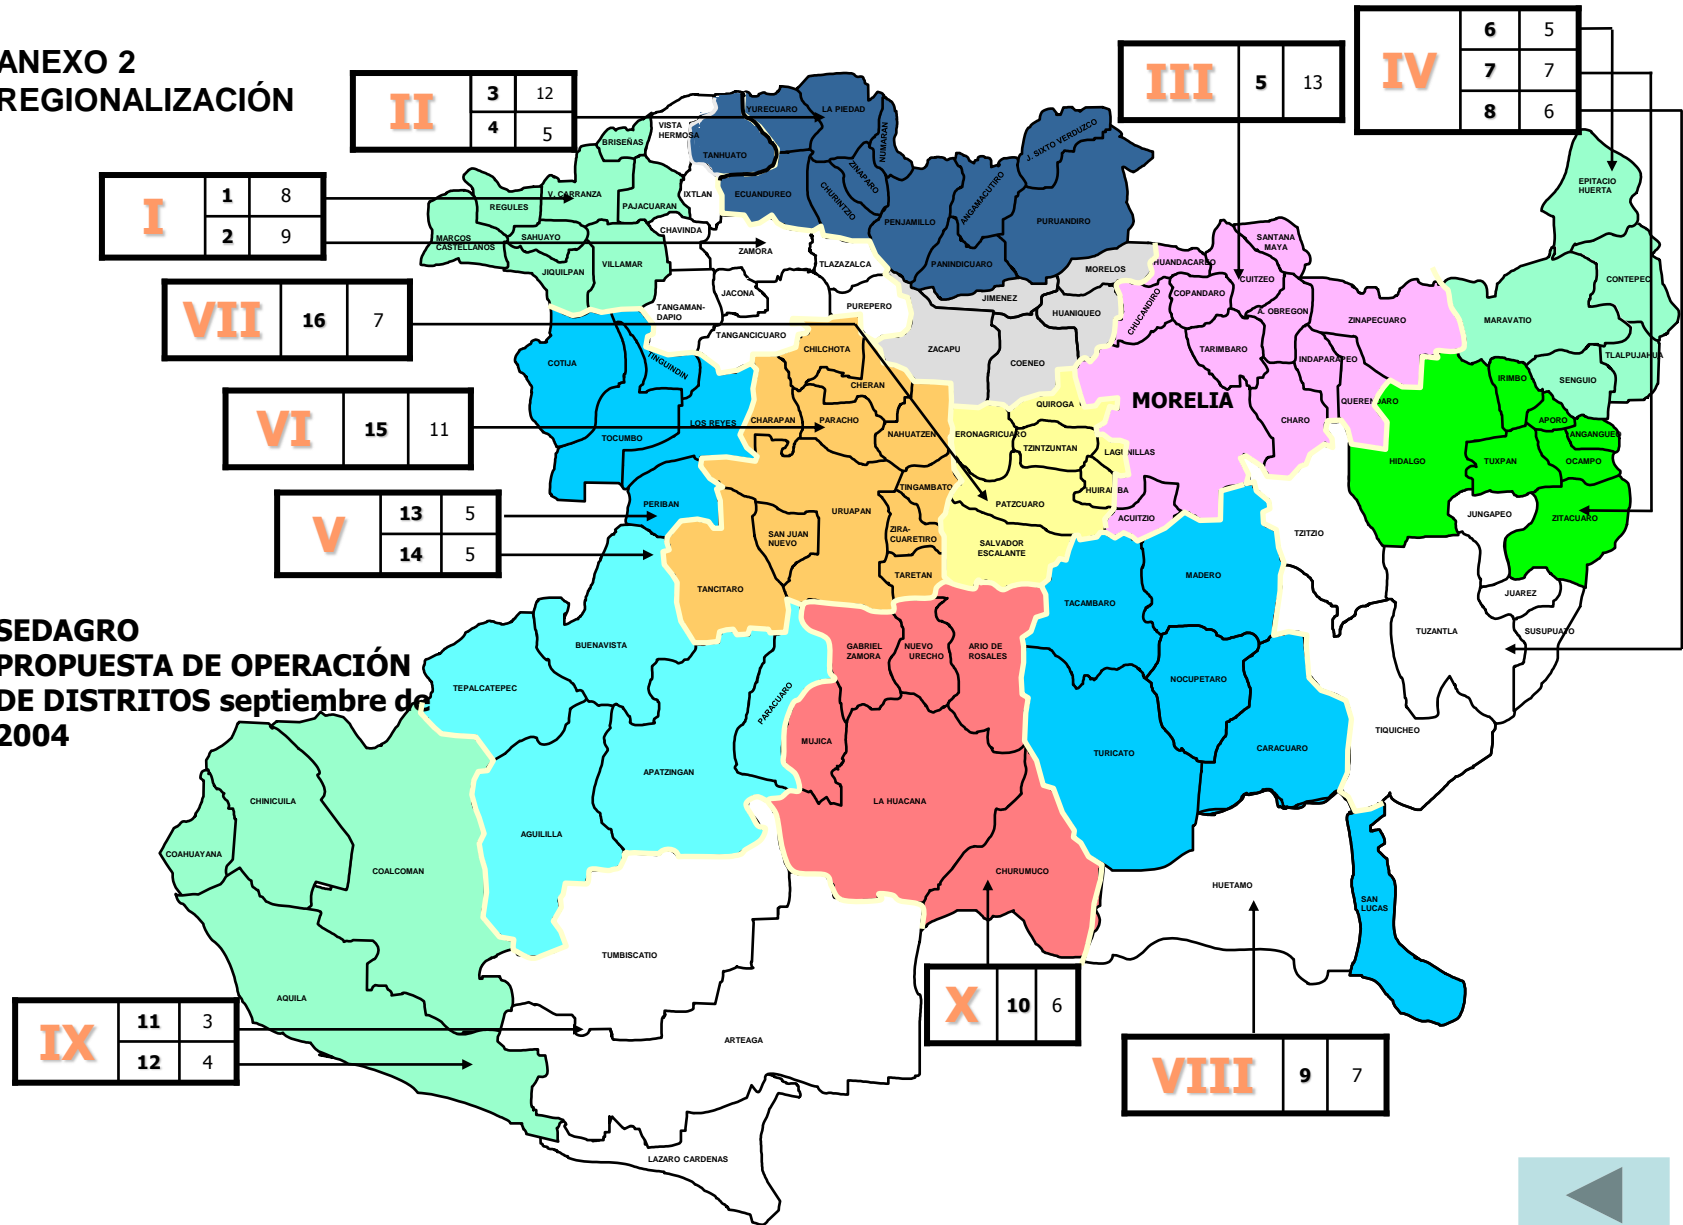 ANEXO 2
REGIONALIZACIÓN
II 3 12
4 5
III 5 13
IV 6 5
7 7
8 6
I 1 8
2 9
VII 16 7
VI 15 11
V 13 5
14 5
SEDAGRO
PROPUESTA DE OPERACIÓN
DE DISTRITOS septiembre de
2004
IX 11 3
12 4
X 10 6
VIII 9 7
YURECUARO
LA PIEDAD
NUMARAN
VISTA
HERMOSA
BRISEÑAS
TANHUATO
ECUANDUREO
CHURINTZIO
ZINAPARO
PENJAMILLO
ANGAMACUTIRO
J. SIXTO VERDUZCO
PURUANDIRO
PANINDICUARO
IXTLAN
V. CARRANZA
PAJACUARAN
REGULES
MARCOS
CASTELLANOS
SAHUAYO
JIQUILPAN
VILLAMAR
CHAVINDA
ZAMORA
TLAZAZALCA
JACONA
TANGAMAN-
DAPIO
TANGANCICUARO
PUREPERO
MORELOS
JIMENEZ
HUANIQUEO
ZACAPU
COENEO
HUANDACAREO
SANTANA
MAYA
CUITZEO
COPANDARO
CHUCANDIRO
A. OBREGON
ZINAPECUARO
TARIMBARO
INDAPARAPEO
MORELIA
CHARO
ACUITZIO
EPITACIO
HUERTA
CONTEPEC
MARAVATIO
TLALPUJAHUA
SENGUIO
IRIMBO
APORO
ANGANGUEO
OCAMPO
TUXPAN
HIDALGO
ZITACUARO
JUNGAPEO
JUAREZ
SUSUPUATO
TUZANTLA
TZITZIO
TIQUICHEO
COTIJA
TINGUINDIN
TOCUMBO
LOS REYES
PERIBAN
CHILCHOTA
CHERAN
CHARAPAN
PARACHO
NAHUATZEN
TINGAMBATO
URUAPAN
SAN JUAN
NUEVO
ZIRA-
CUARETIRO
TARETAN
TANCITARO
QUIROGA
ERONAGRICUARO
TZINTZUNTAN
PATZCUARO
SALVADOR
ESCALANTE
MADERO
TACAMBARO
NOCUPETARO
TURICATO
CARACUARO
HUETAMO
SAN
LUCAS
GABRIEL
ZAMORA
NUEVO
URECHO
ARIO DE
ROSALES
MUJICA
LA HUACANA
CHURUMUCO
BUENAVISTA
TEPALCATEPEC
PARACUARO
APATZINGAN
AGUILILLA
CHINICUILA
COAHUAYANA
COALCOMAN
AQUILA
TUMBISCATIO
ARTEAGA
LAZARO CARDENAS